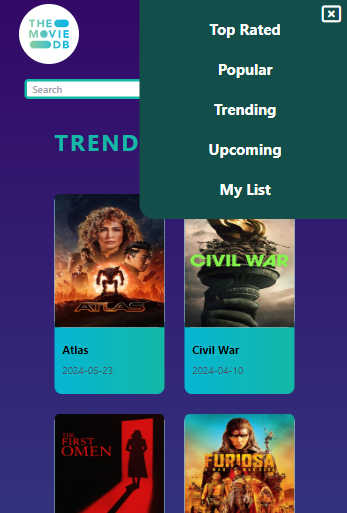 THE
MOVIE
DB
Top Rated
Popular
Trending
Upcoming
My List
Search
TREND
ATLAS
CIVIL WAR
Atlas
2024-05-23
Civil War
2024-04-10
THE
FIRST
OMEN
FURIOSA